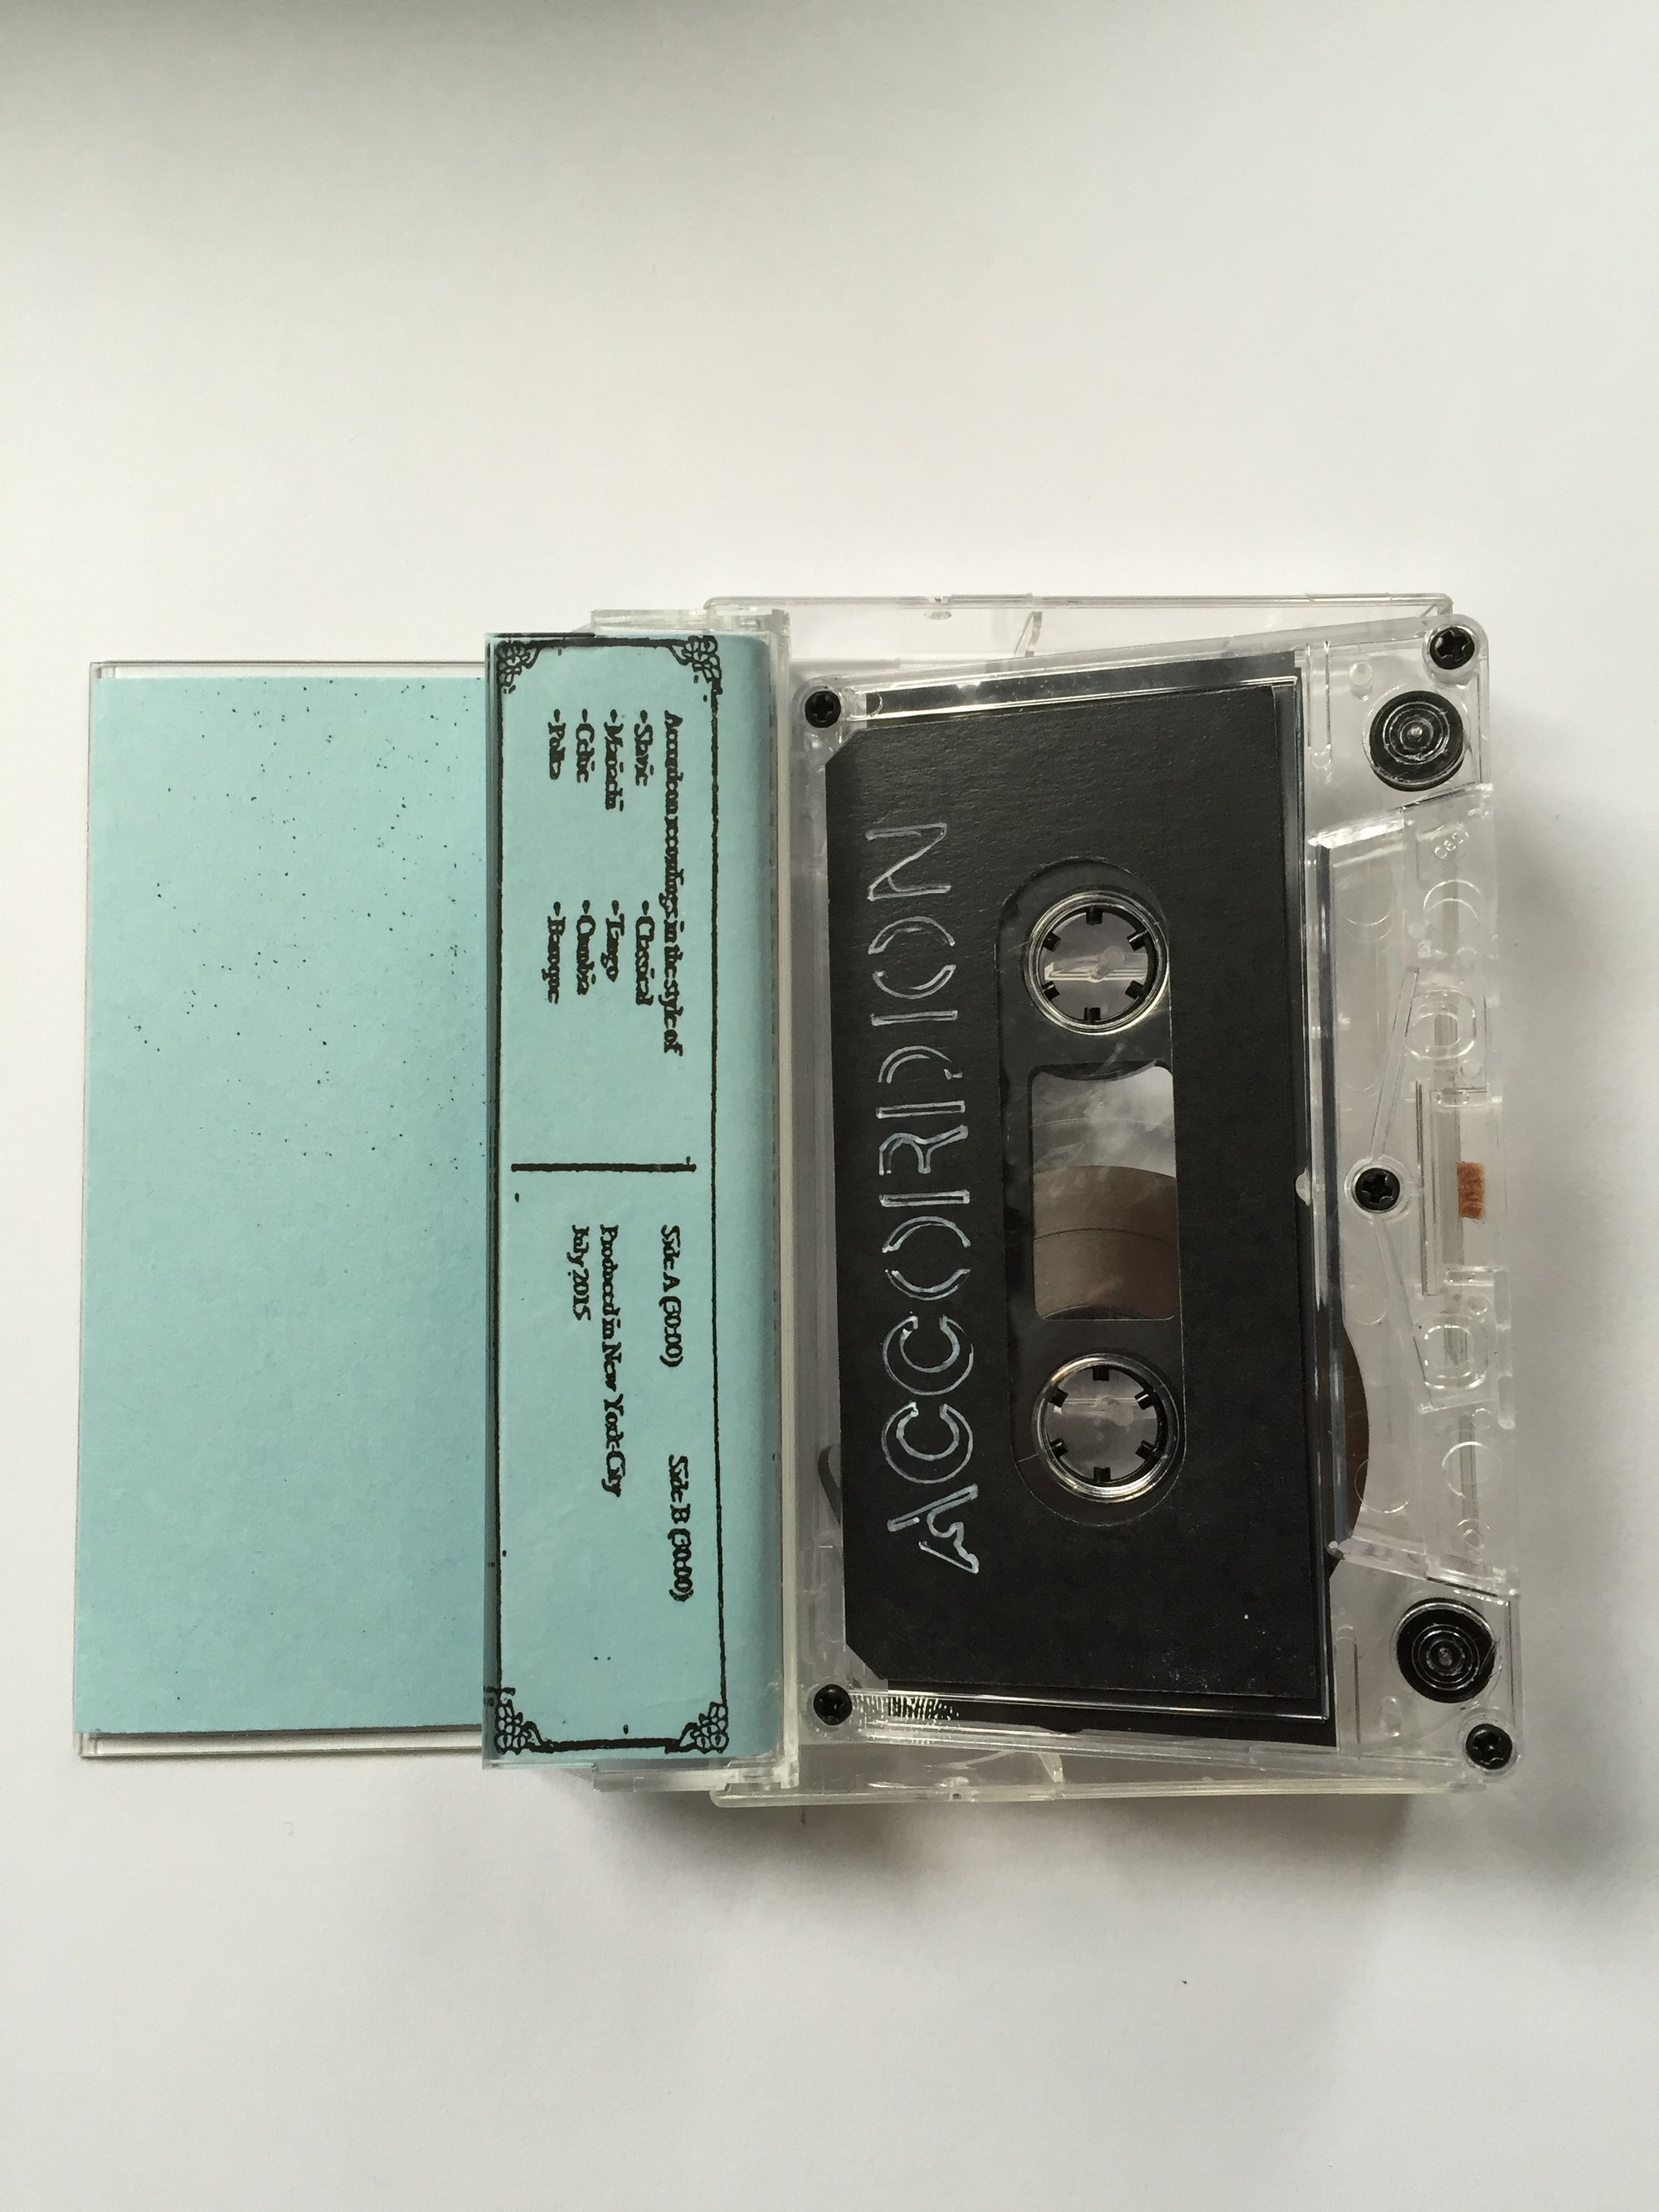 Accordion recordings in the style of
•Slavic
•Mariachi
•Celtic
•Polka
•Classical
•Tango
•Cumbia
•Baroque
Side A (30:00) Side B (30:00)
Produced in New York City
July 2015
ACCORDION